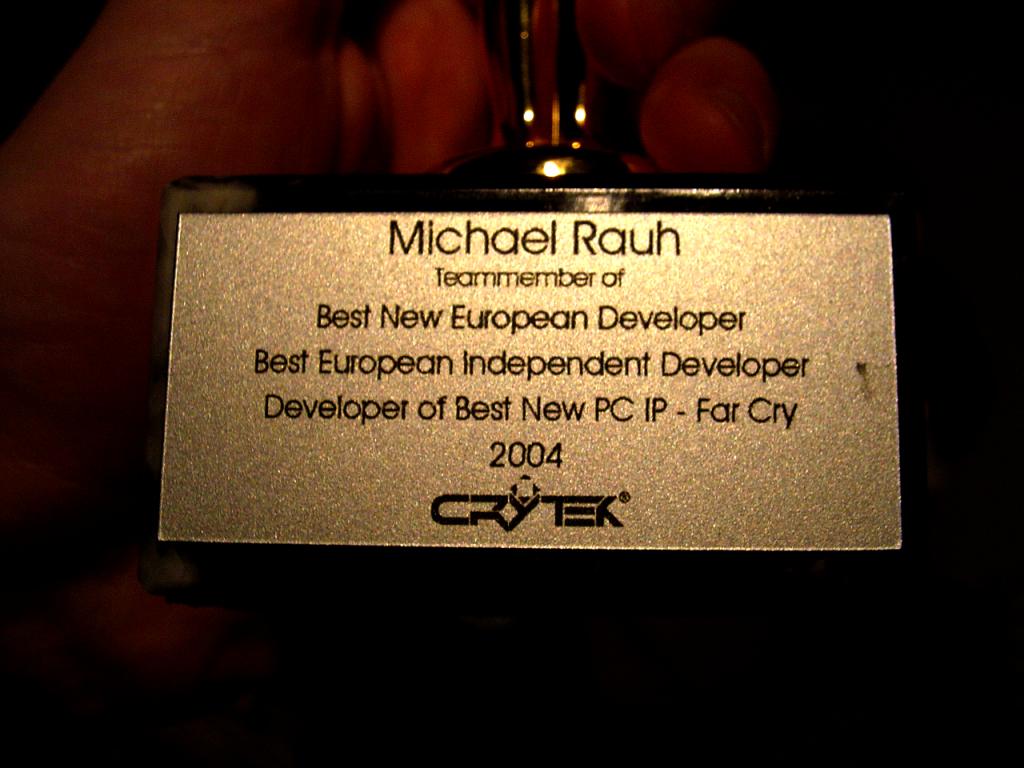 Michael Rauh
Teammember of
Best New European Developer
Best European Independent Developer
Developer of Best New PC IP - Far Cry
2004
CRYTEK®